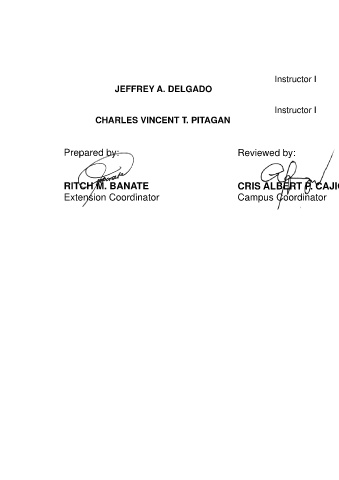 Instructor I
JEFFREY A. DELGADO
Instructor I
CHARLES VINCENT T. PITAGAN
Prepared by: Reviewed by:
RITCH M. BANATE CRIS ALBERT P. CAJI
Extension Coordinator Campus Coordinator